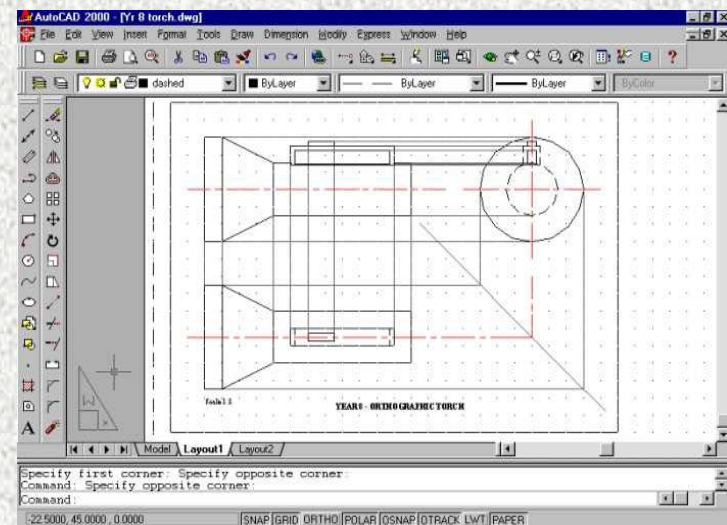 AutoCAD 2000 - [Yr 8 torch.dwg]
File Edit View Insert Format Tools Draw Dimension Modify Express Window Help
dashed ByLayer ByLayer ByLayer ByColor
W
YEAR 8 - ORTHOGRAPHIC TORCH
Model Layout1 Layout2
Specify first corner: Specify opposite corner:
Command: Specify opposite corner:
Command:
-22.5000, 45.0000 , 0.0000 SNAP GRID ORTHO POLAR OSNAP OTRACK LWT PAPER